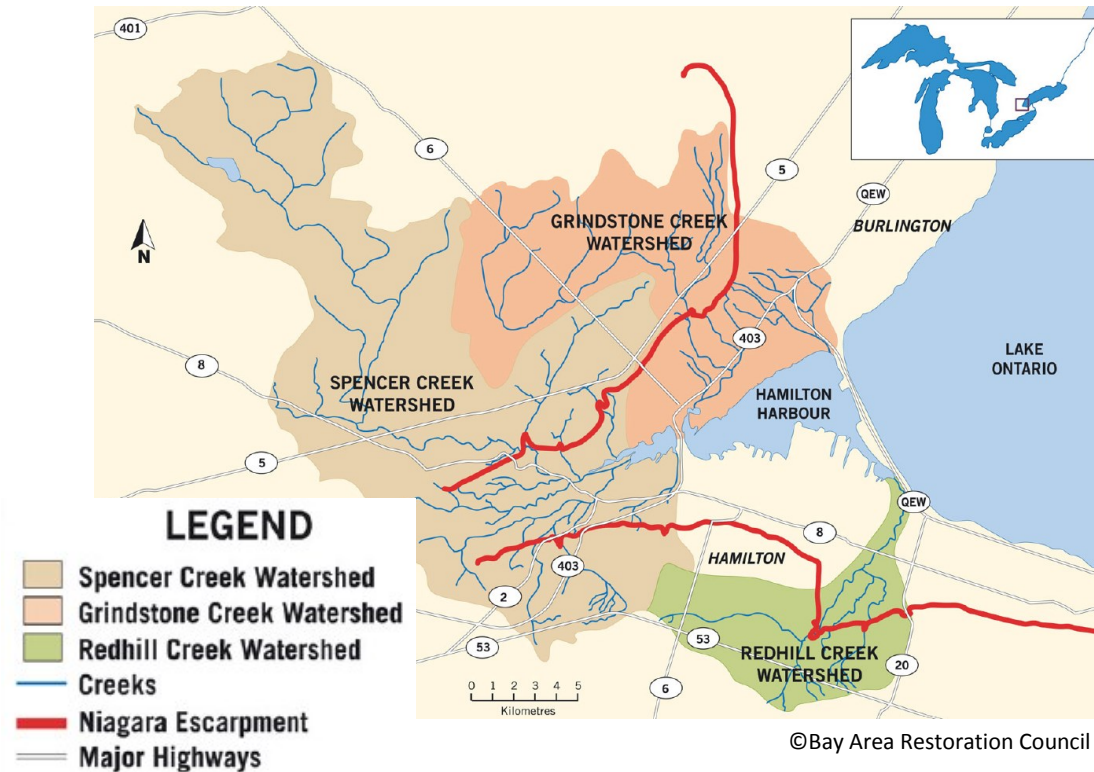 401
6
5
QEW
BURLINGTON
GRINDSTONE CREEK
WATERSHED
N
403
LAKE
ONTARIO
8
SPENCER CREEK
WATERSHED
HAMILTON
HARBOUR
5
QEW
8
HAMILTON
403
2
53
53
REDHILL CREEK
WATERSHED
20
6
0 1 2 3 4 5
Kilometres
LEGEND
Spencer Creek Watershed
Grindstone Creek Watershed
Redhill Creek Watershed
Creeks
Niagara Escarpment
Major Highways
©Bay Area Restoration Council